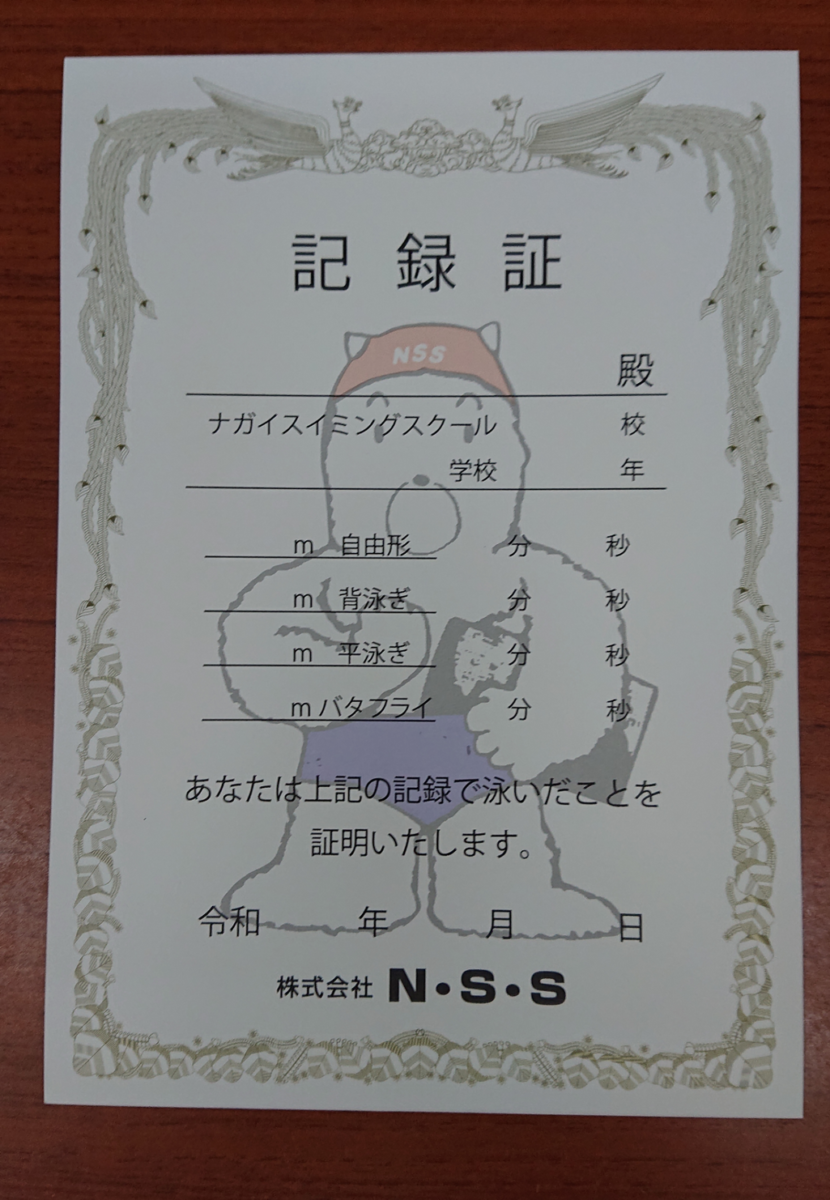 記 録 証
NSS
殿
ナガイスイミングスクール 校
学校 年
m 自由形 分 秒
m 背泳ぎ 分 秒
m 平泳ぎ 分 秒
m バタフライ 分 秒
あなたは上記の記録で泳いだことを
証明いたします。
令和 年 月 日
株式会社 N・S・S